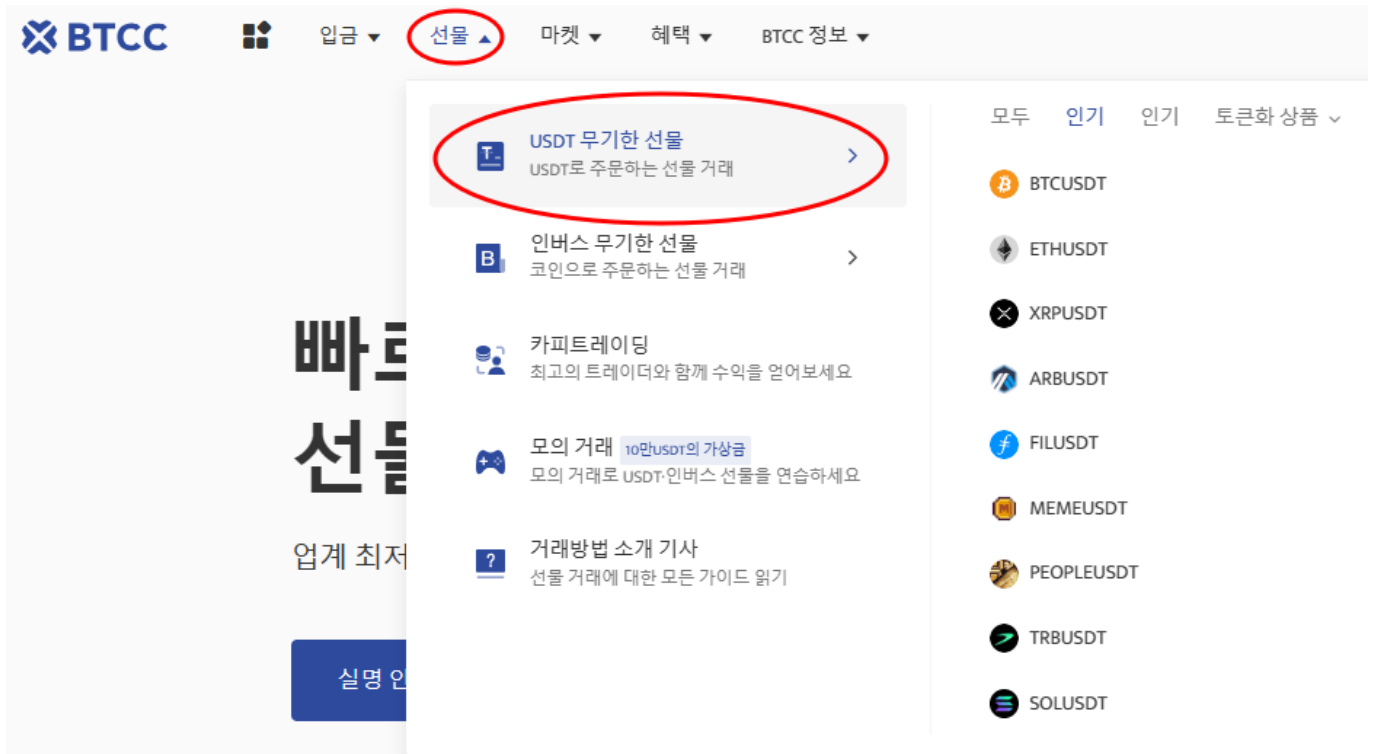 BTCC
입금 ▼
선물 ▲
마켓 ▼
혜택 ▼
BTCC 정보 ▼
USDT 무기한 선물
USDT로 주문하는 선물 거래
인버스 무기한 선물
코인으로 주문하는 선물 거래
카피트레이딩
최고의 트레이더와 함께 수익을 얻어보세요
모의 거래 10만USDT의 가상금
모의 거래로 USDT·인버스 선물을 연습하세요
거래방법 소개 기사
선물 거래에 대한 모든 가이드 읽기
모두 인기 인기 토큰화 상품
BTCUSDT
ETHUSDT
XRPUSDT
ARBUSDT
FILUSDT
MEMEUSDT
PEOPLEUSDT
TRBUSDT
SOLUSDT
빠
선
업계 최저
실명